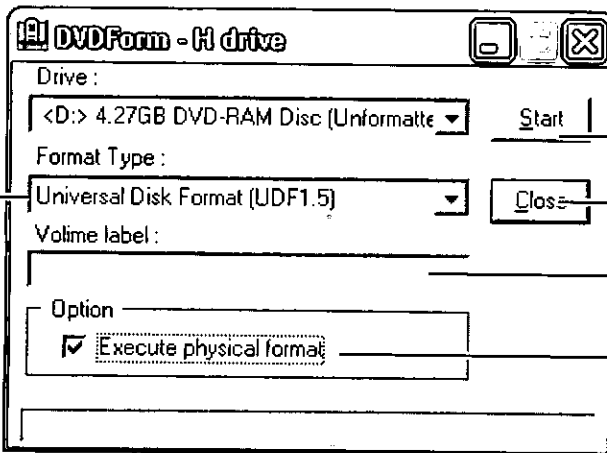 DVDForm - H drive
Drive :
<D:> 4.27GB DVD-RAM Disc (Unformatte
Start
Format Type :
Universal Disk Format (UDF1.5)
Close
Volime label :
Option
Execute physical format